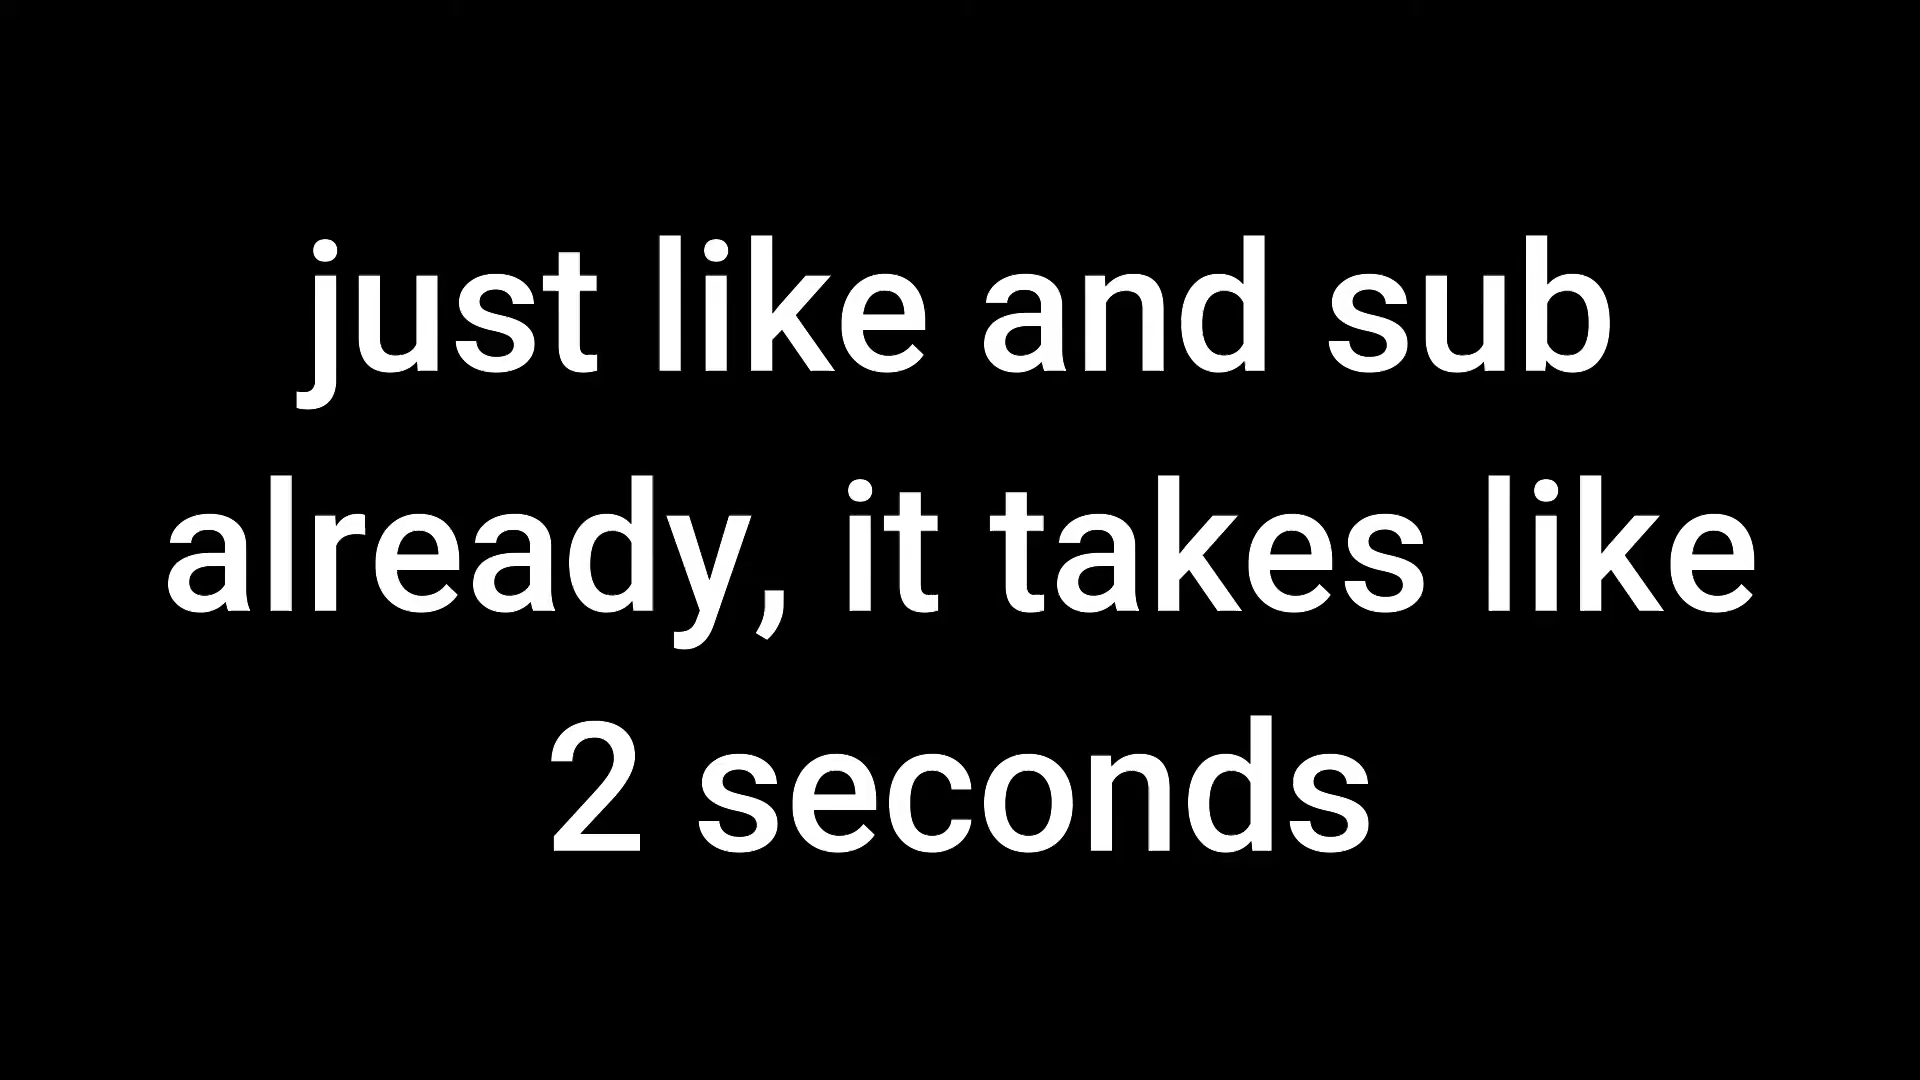 just like and sub
already, it takes like
2 seconds